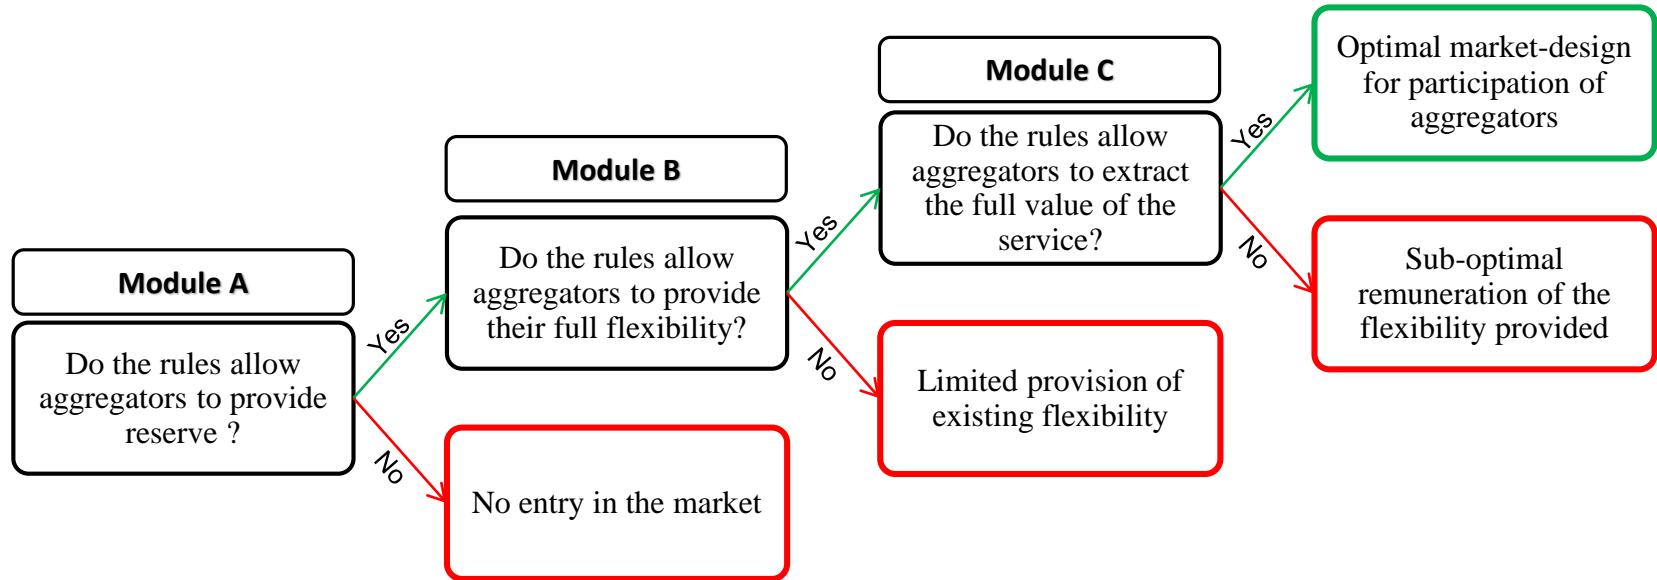 Module A
Do the rules allow
aggregators to provide
reserve ?
Yes
No
No entry in the market
Module B
Do the rules allow
aggregators to provide
their full flexibility?
Yes
No
Limited provision of
existing flexibility
Module C
Do the rules allow
aggregators to extract
the full value of the
service?
Yes
No
Optimal market-design
for participation of
aggregators
Sub-optimal
remuneration of the
flexibility provided